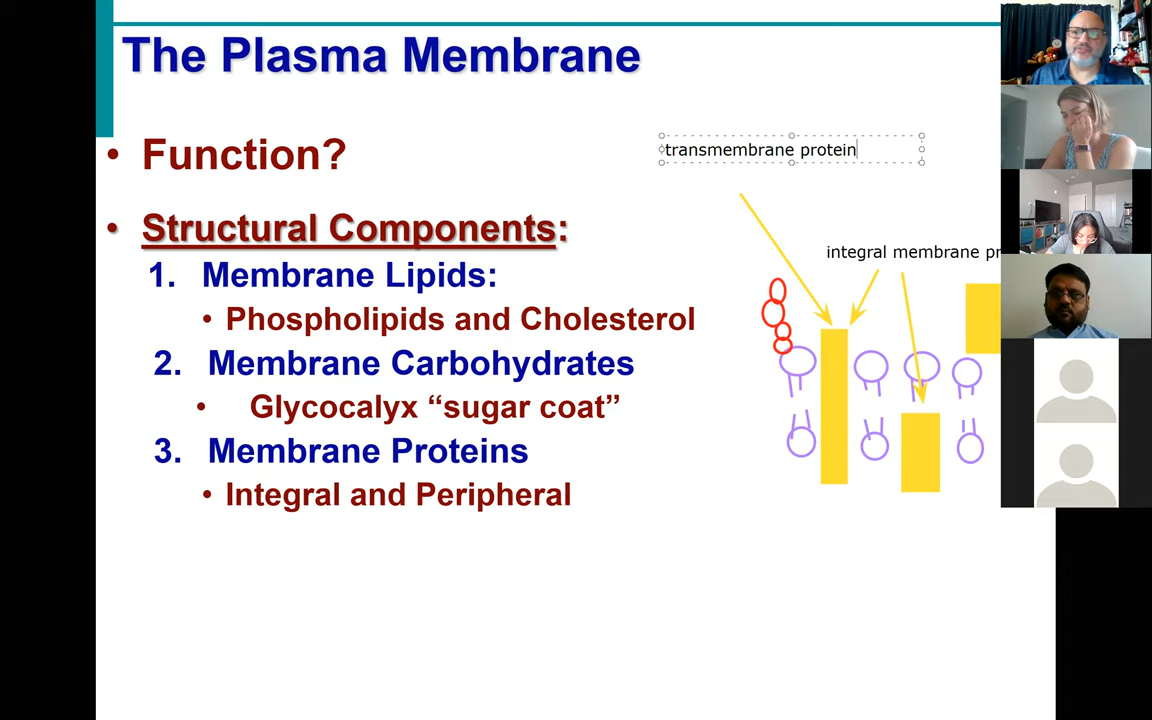 The Plasma Membrane
• Function?
transmembrane protein
• Structural Components:
integral membrane pr
1. Membrane Lipids:
• Phospholipids and Cholesterol
2. Membrane Carbohydrates
• Glycocalyx “sugar coat”
3. Membrane Proteins
• Integral and Peripheral